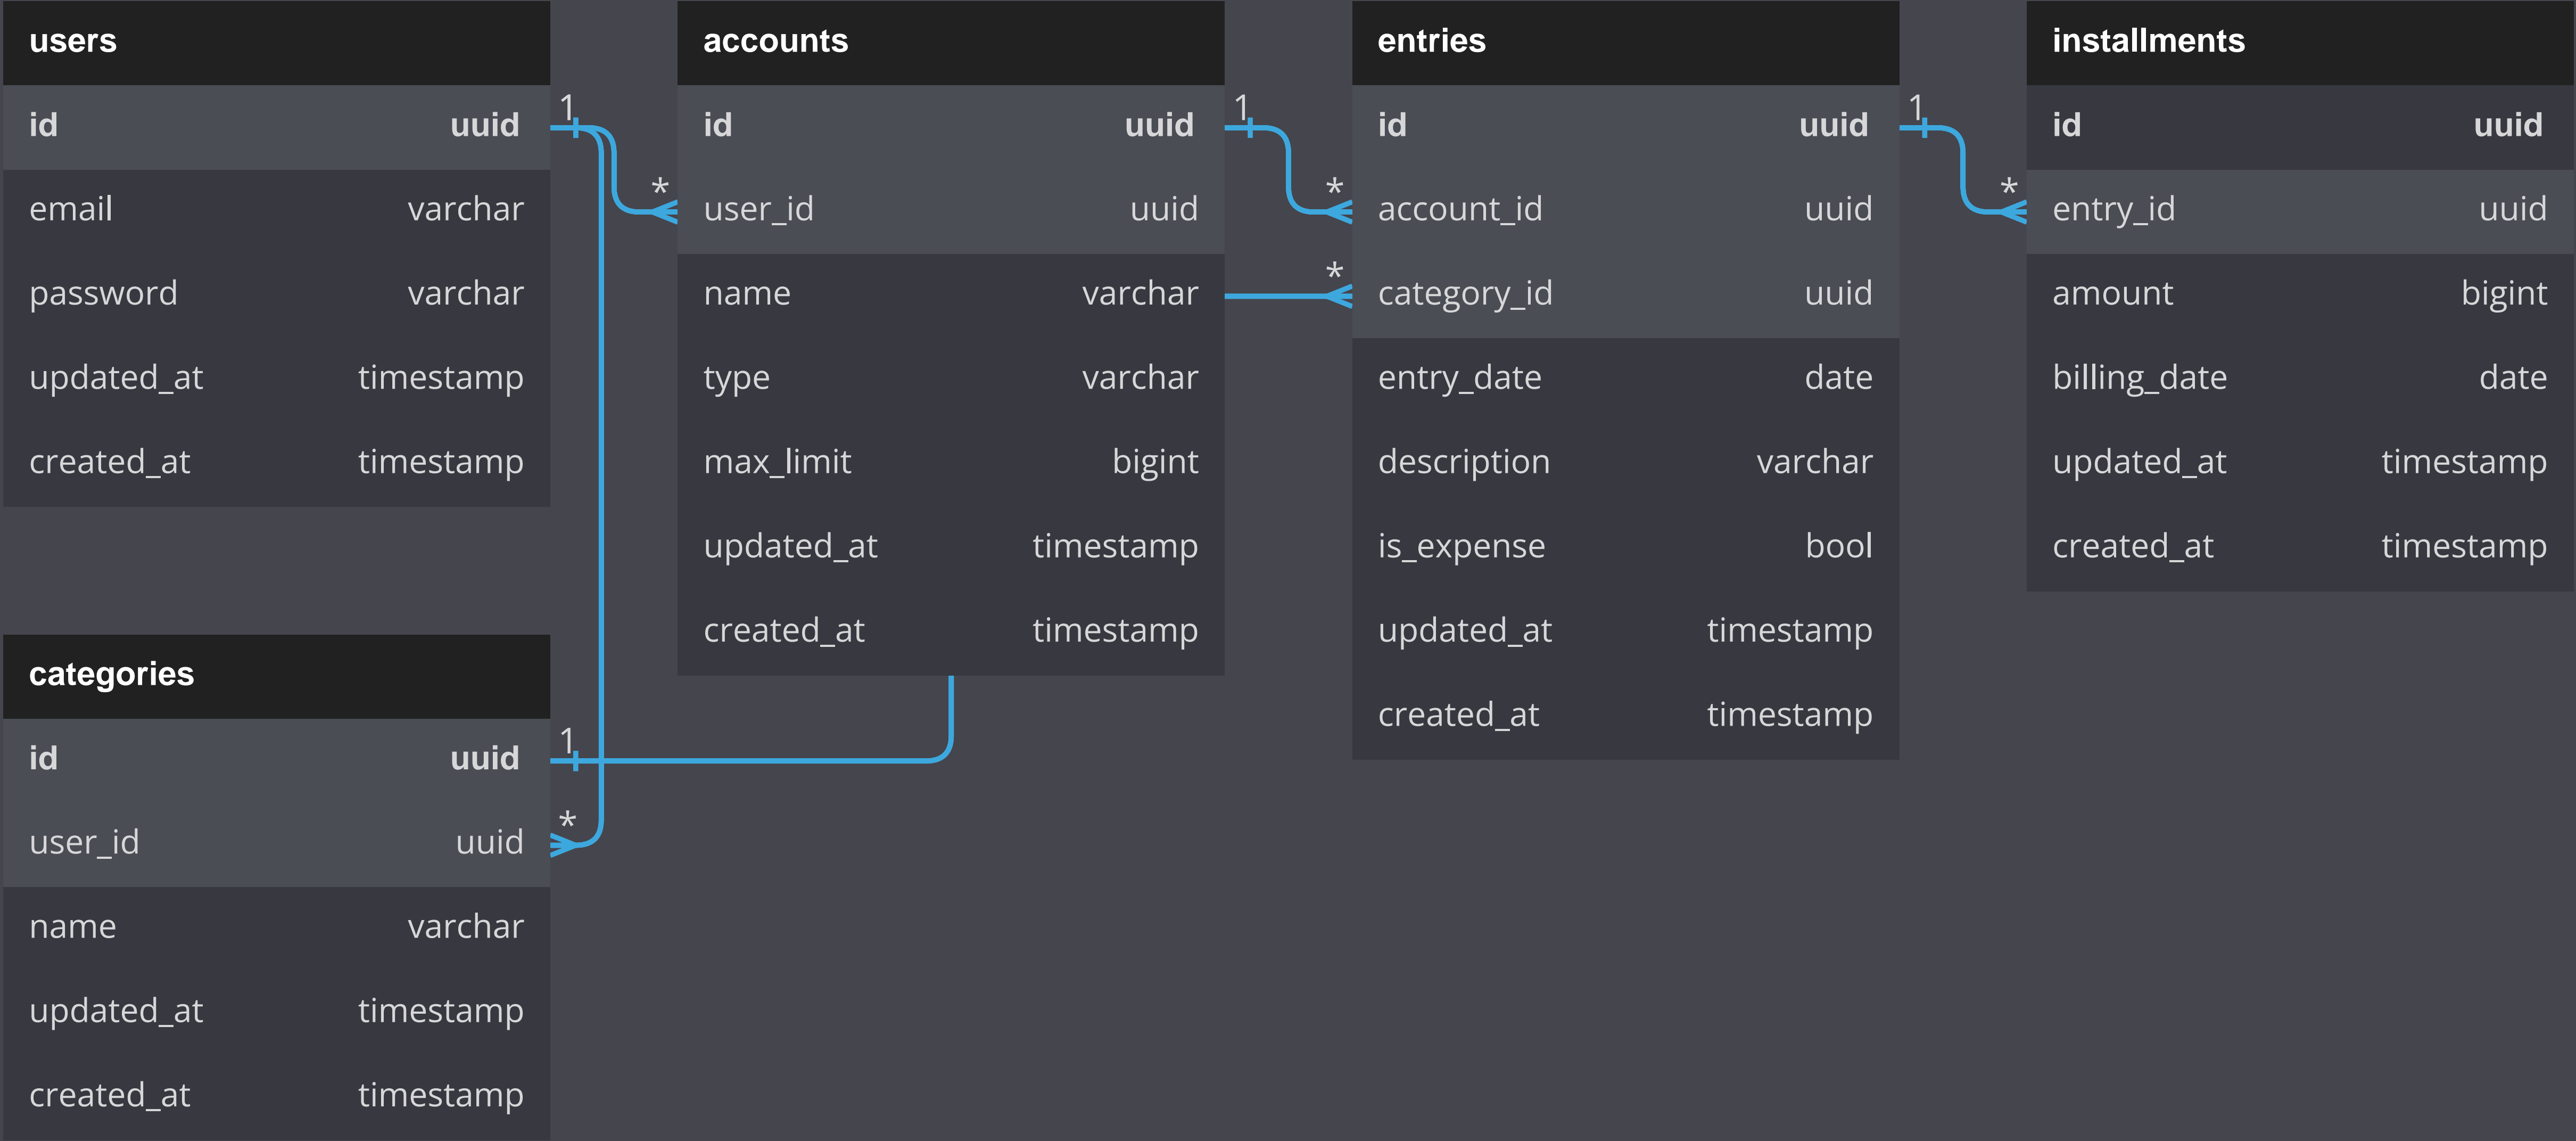 users
id uuid
email varchar
password varchar
updated_at timestamp
created_at timestamp
1
*
accounts
id uuid
user_id uuid
name varchar
type varchar
max_limit bigint
updated_at timestamp
created_at timestamp
1
*
*
entries
id uuid
account_id uuid
category_id uuid
entry_date date
description varchar
is_expense bool
updated_at timestamp
created_at timestamp
1
*
installments
id uuid
entry_id uuid
amount bigint
billing_date date
updated_at timestamp
created_at timestamp
categories
id uuid
user_id uuid
name varchar
updated_at timestamp
created_at timestamp
1
*